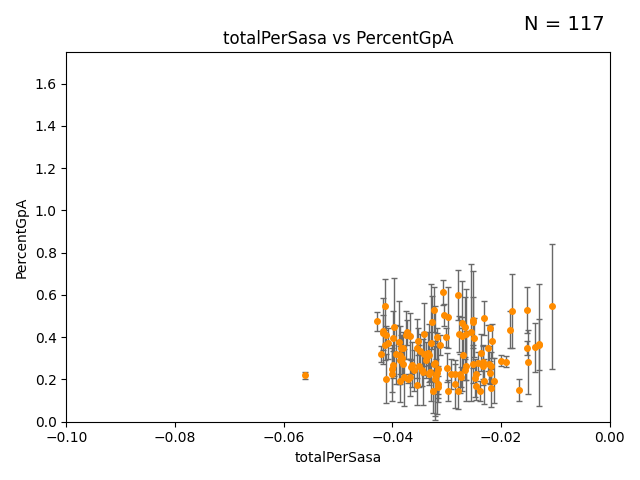 N = 117
totalPerSasa vs PercentGpA
PercentGpA
1.6
1.4
1.2
1.0
0.8
0.6
0.4
0.2
0.0
−0.10 −0.08 −0.06 −0.04 −0.02 0.00
totalPerSasa